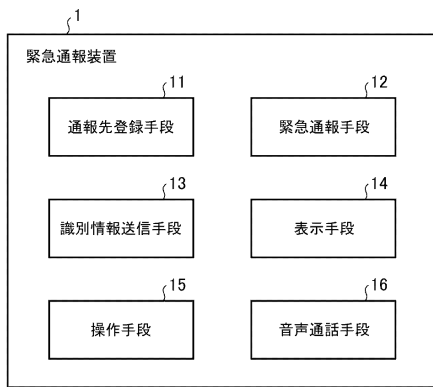 1
緊急通報装置
11
通報先登録手段
12
緊急通報手段
13
識別情報送信手段
14
表示手段
15
操作手段
16
音声通話手段